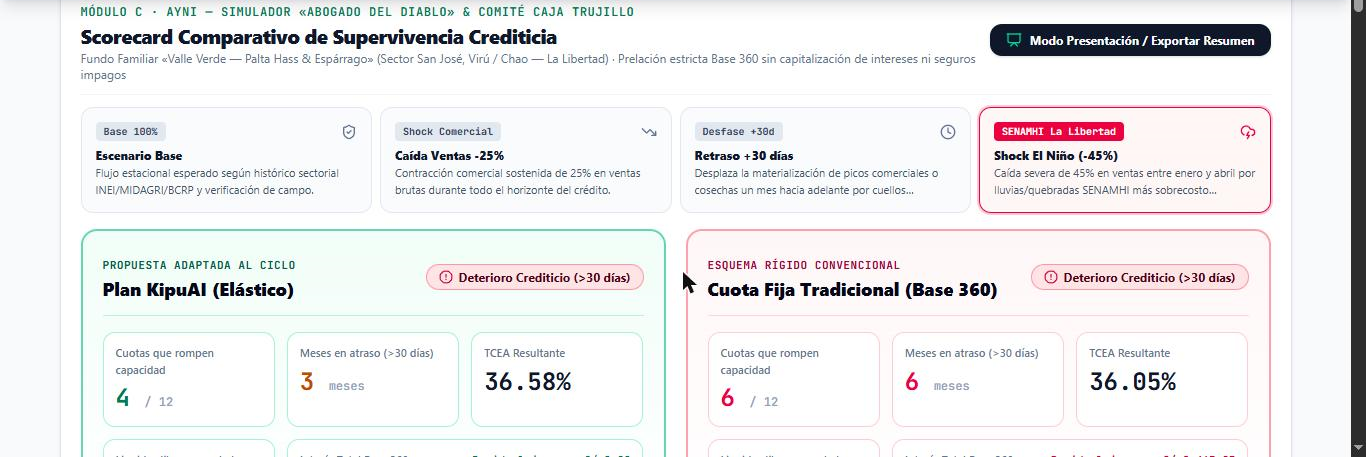 MÓDULO C · AYNI — SIMULADOR «ABOGADO DEL DIABLO» & COMITÉ CAJA TRUJILLO
Scorecard Comparativo de Supervivencia Crediticia
Fundo Familiar «Valle Verde — Palta Hass & Espárrago» (Sector San José, Virú / Chao — La Libertad) · Prelación estricta Base 360 sin capitalización de intereses ni seguros
impagos
Modo Presentación / Exportar Resumen
Base 100%
Escenario Base
Flujo estacional esperado según histórico sectorial
INEI/MIDAGRI/BCRP y verificación de campo.
Shock Comercial
Caída Ventas -25%
Contracción comercial sostenida de 25% en ventas
brutas durante todo el horizonte del crédito.
Desfase +30d
Retraso +30 días
Desplaza la materialización de picos comerciales o
cosechas un mes hacia adelante por cuellos...
SENAMHI La Libertad
Shock El Niño (-45%)
Caída severa de 45% en ventas entre enero y abril por
lluvias/quebradas SENAMHI más sobrecosto...
PROPUESTA ADAPTADA AL CICLO
Plan KipuAI (Elástico)
Deterioro Crediticio (>30 días)
Cuotas que rompen
capacidad
4 / 12
Meses en atraso (>30 días)
3 meses
TCEA Resultante
36.58%
ESQUEMA RÍGIDO CONVENCIONAL
Cuota Fija Tradicional (Base 360)
Deterioro Crediticio (>30 días)
Cuotas que rompen
capacidad
6 / 12
Meses en atraso (>30 días)
6 meses
TCEA Resultante
36.05%